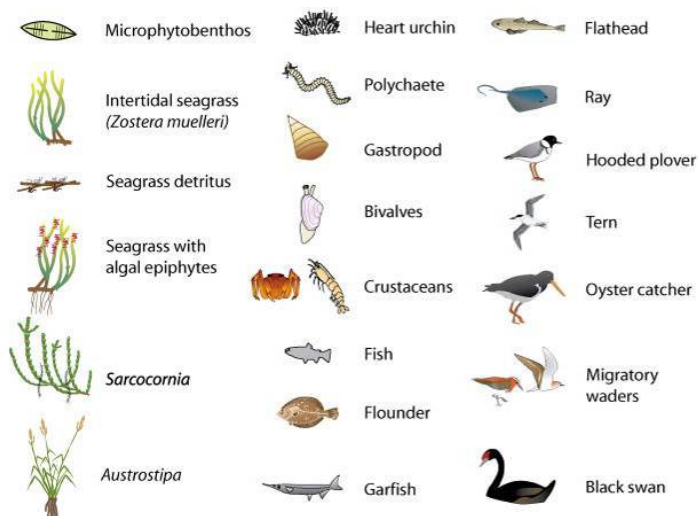 Microphytobenthos
Intertidal seagrass
(Zostera muelleri)
Seagrass detritus
Seagrass with
algal epiphytes
Sarcocornia
Austrostipa
Heart urchin
Polychaete
Gastropod
Bivalves
Crustaceans
Fish
Flounder
Garfish
Flathead
Ray
Hooded plover
Tern
Oyster catcher
Migratory
waders
Black swan